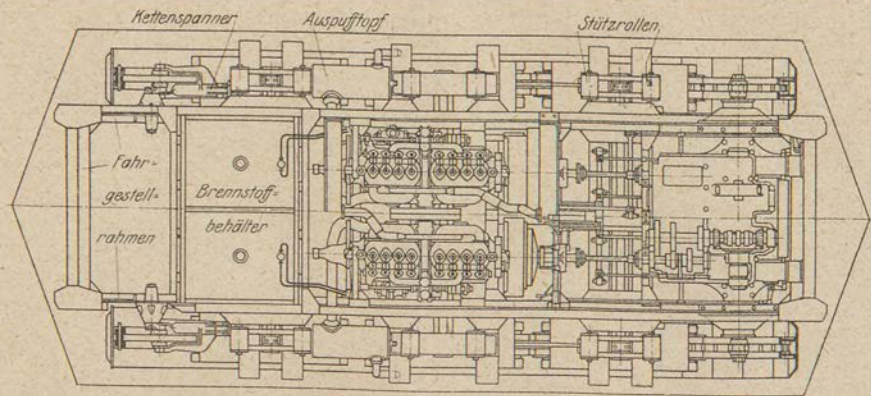 Kettenspanner
Auspufftopf
Stützrollen
Fahr-
gestell-
rahmen
Brennstoff-
behälter
D
D